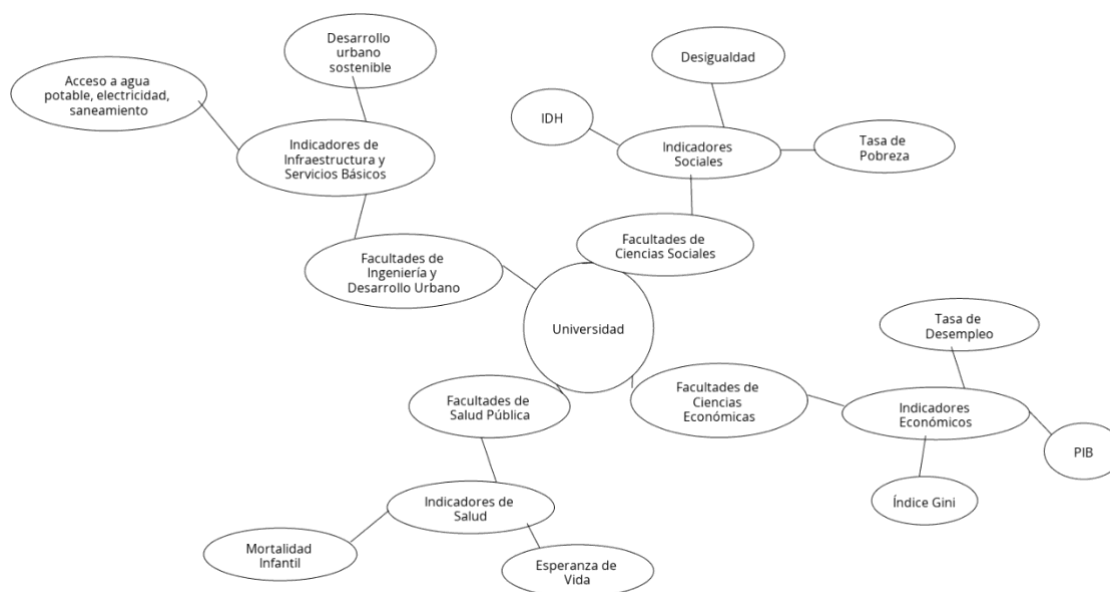 Desarrollo
urbano
sostenible
Acceso a agua
potable, electricidad,
saneamiento
Indicadores de
Infraestructura y
Servicios Básicos
Facultades de
Ingeniería y
Desarrollo Urbano
Desigualdad
IDH
Indicadores
Sociales
Tasa de
Pobreza
Facultades de
Ciencias Sociales
Universidad
Tasa de
Desempleo
Facultades de
Ciencias
Económicas
Indicadores
Económicos
PIB
Índice Gini
Facultades de
Salud Pública
Indicadores de
Salud
Mortalidad
Infantil
Esperanza de
Vida